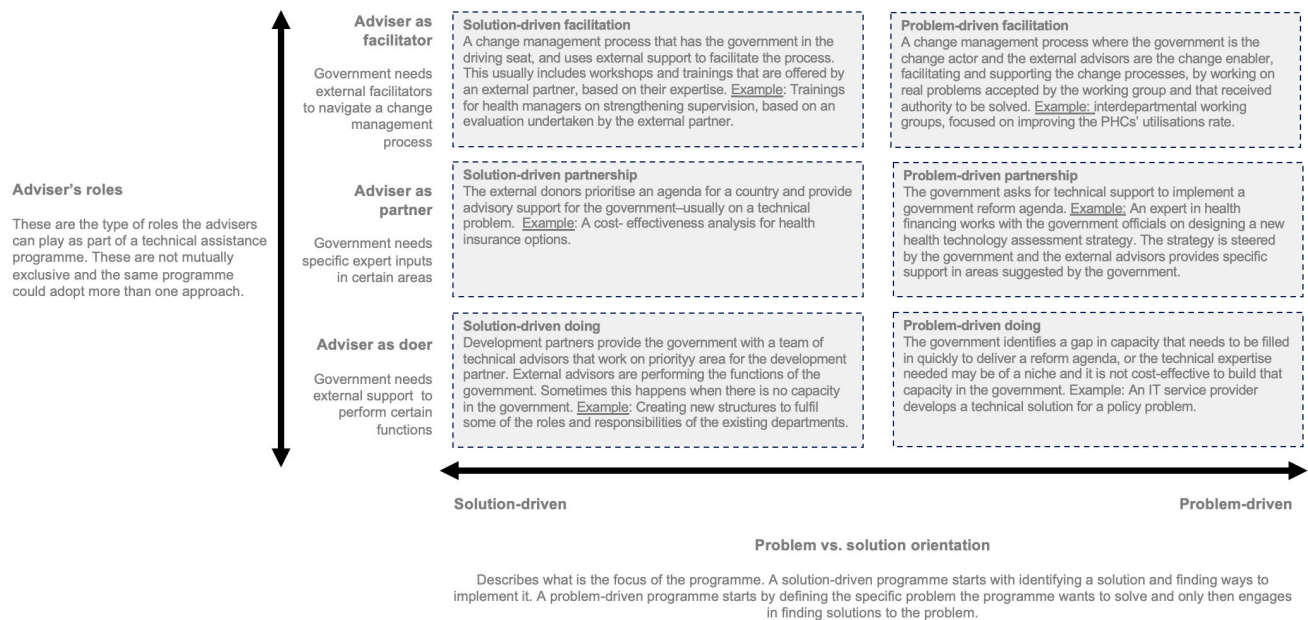 Adviser's roles
These are the type of roles the advisers
can play as part of a technical assistance
programme. These are not mutually
exclusive and the same programme
could adopt more than one approach.
Adviser as
facilitator
Government needs
external facilitators
to navigate a change
management
process
Solution-driven facilitation
A change management process that has the government in the
driving seat, and uses external support to facilitate the process.
This usually includes workshops and trainings that are offered by
an external partner, based on their expertise. Example: Trainings
for health managers on strengthening supervision, based on an
evaluation undertaken by the external partner.
Problem-driven facilitation
A change management process where the government is the
change actor and the external advisors are the change enabler,
facilitating and supporting the change processes, by working on
real problems accepted by the working group and that received
authority to be solved. Example: interdepartmental working
groups, focused on improving the PHCs' utilisations rate.
Adviser as
partner
Government needs
specific expert inputs
in certain areas
Solution-driven partnership
The external donors prioritise an agenda for a country and provide
advisory support for the government–usually on a technical
problem. Example: A cost- effectiveness analysis for health
insurance options.
Problem-driven partnership
The government asks for technical support to implement a
government reform agenda. Example: An expert in health
financing works with the government officials on designing a new
health technology assessment strategy. The strategy is steered
by the government and the external advisors provides specific
support in areas suggested by the government.
Adviser as doer
Government needs
external support to
perform certain
functions
Solution-driven doing
Development partners provide the government with a team of
technical advisors that work on priorityy area for the development
partner. External advisors are performing the functions of the
government. Sometimes this happens when there is no capacity
in the government. Example: Creating new structures to fulfil
some of the roles and responsibilities of the existing departments.
Problem-driven doing
The government identifies a gap in capacity that needs to be filled
in quickly to deliver a reform agenda, or the technical expertise
needed may be of a niche and it is not cost-effective to build that
capacity in the government. Example: An IT service provider
develops a technical solution for a policy problem.
Solution-driven
Problem-driven
Problem vs. solution orientation
Describes what is the focus of the programme. A solution-driven programme starts with identifying a solution and finding ways to
implement it. A problem-driven programme starts by defining the specific problem the programme wants to solve and only then engages
in finding solutions to the problem.